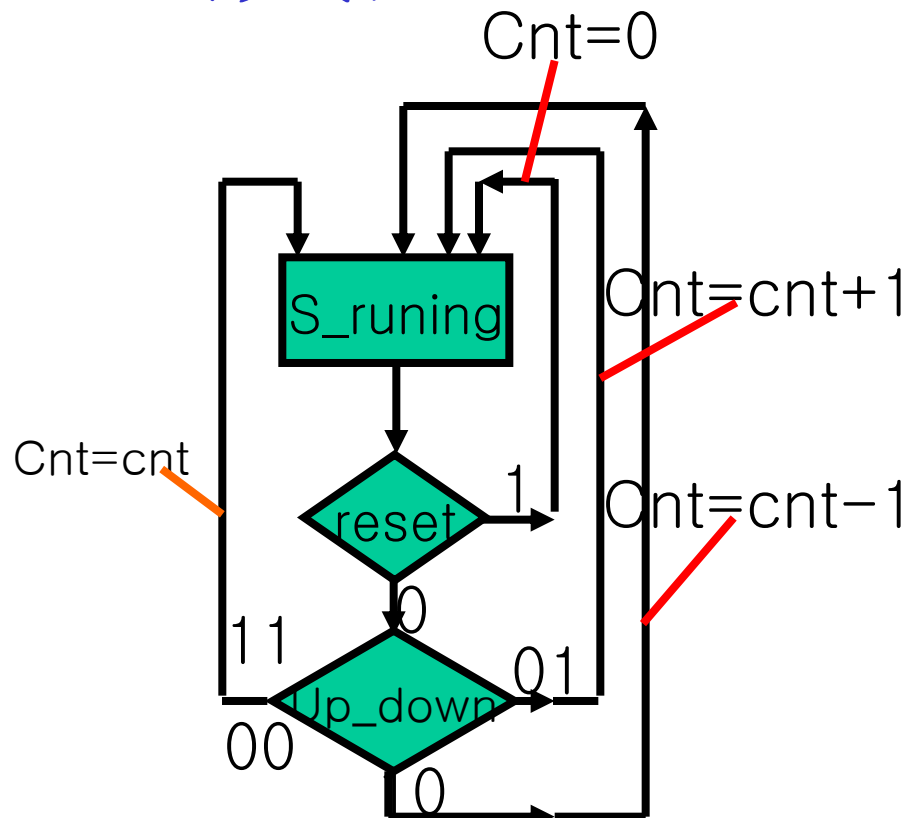 Cnt=0
S_runing
Cnt=cnt+1
Cnt=cnt
reset
1
Cnt=cnt-1
0
11
Up_down
01
00
10